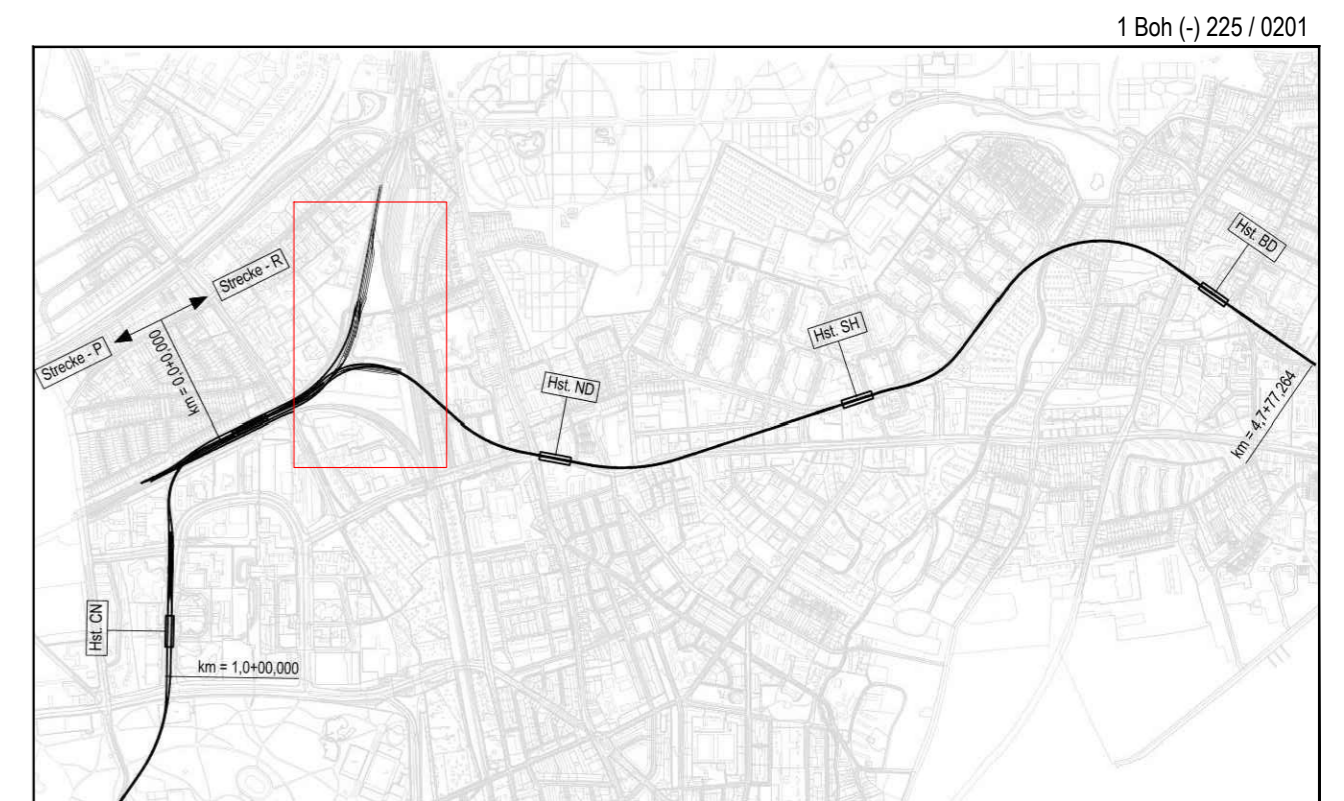 1 Boh (-) 225 / 0201
Hst. BD
Strecke - R
Strecke - P
km = 0,0+0,000
Hst. SH
Hst. ND
km = 4,7+77,264
Hst. CN
km = 1,0+00,000